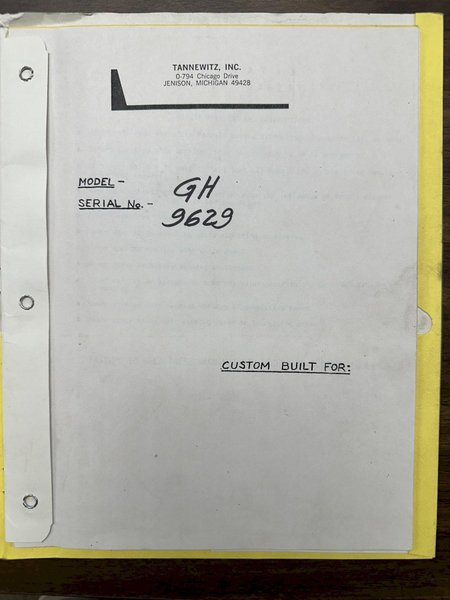 TANNEWITZ, INC.
0-794 Chicago Drive
JENISON, MICHIGAN 49428
MODEL - GH
SERIAL No. - 9629
CUSTOM BUILT FOR: